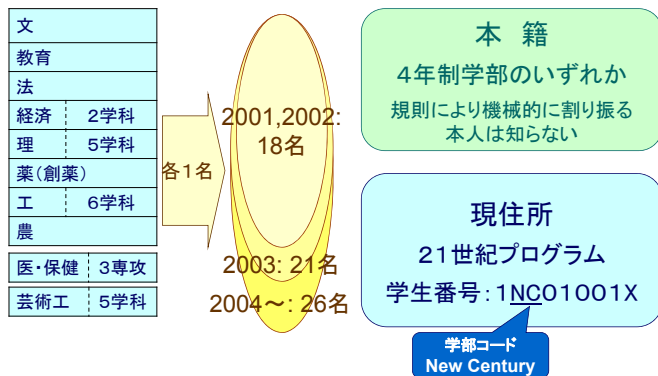 文
教育
法
経済 2学科
理 5学科
薬(創薬)
工 6学科
農
医・保健 3専攻
芸術工 5学科
各1名
2001,2002:
18名
2003: 21名
2004～: 26名
本 籍
4年制学部のいずれか
規則により機械的に割り振る
本人は知らない
現住所
21世紀プログラム
学生番号:1NC01001X
学部コード
New Century